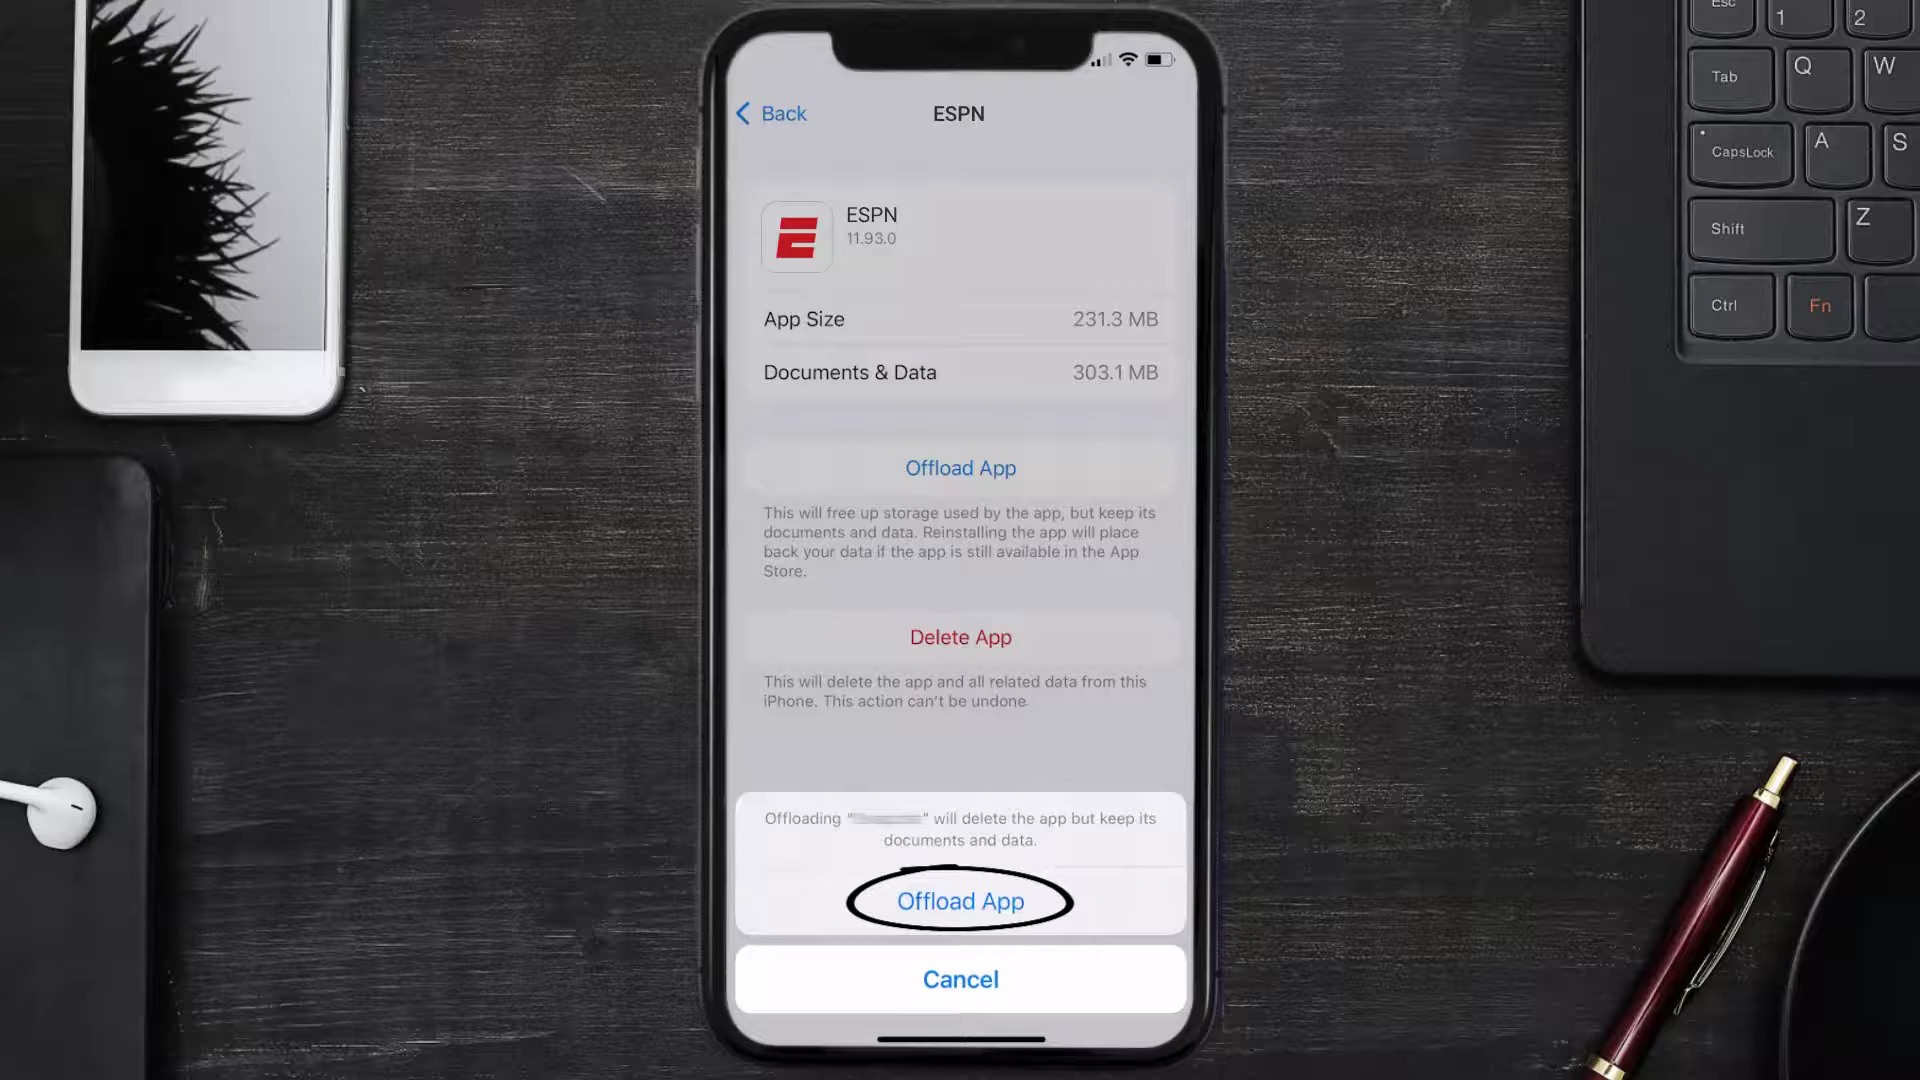 Back
ESPN
ESPN
11.93.0
App Size
231.3 MB
Documents & Data
303.1 MB
Offload App
This will free up storage used by the app, but keep its
documents and data. Reinstalling the app will place
back your data if the app is still available in the App
Store.
Delete App
This will delete the app and all related data from this
iPhone. This action can't be undone
Offloading "" will delete the app but keep its
documents and data.
Offload App
Cancel
Esc
1
2
Tab
Q
W
CapsLock
A
S
Shift
Z
Ctrl
Fn